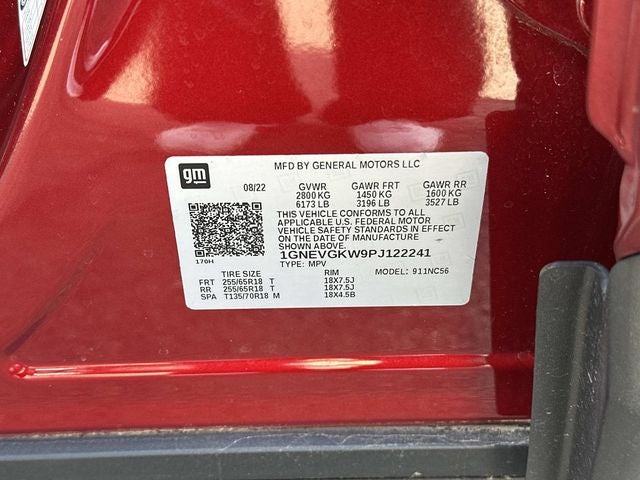 gm
MFD BY GENERAL MOTORS LLC
08/22 GVWR GAWR FRT GAWR RR
2800 KG 1450 KG 1600 KG
6173 LB 3196 LB 3527 LB
THIS VEHICLE CONFORMS TO ALL
APPLICABLE U.S. FEDERAL MOTOR
VEHICLE SAFETY STANDARDS IN EFFECT
ON THE DATE OF MANUFACTURE
SHOWN ABOVE.
1GNEVGKW9PJ122241
170H
TYPE: MPV MODEL: 911NC56
TIRE SIZE RIM
FRT 255/65R18 T 18X7.5J
RR 255/65R18 T 18X7.5J
SPA T135/70R18 M 18X4.5B